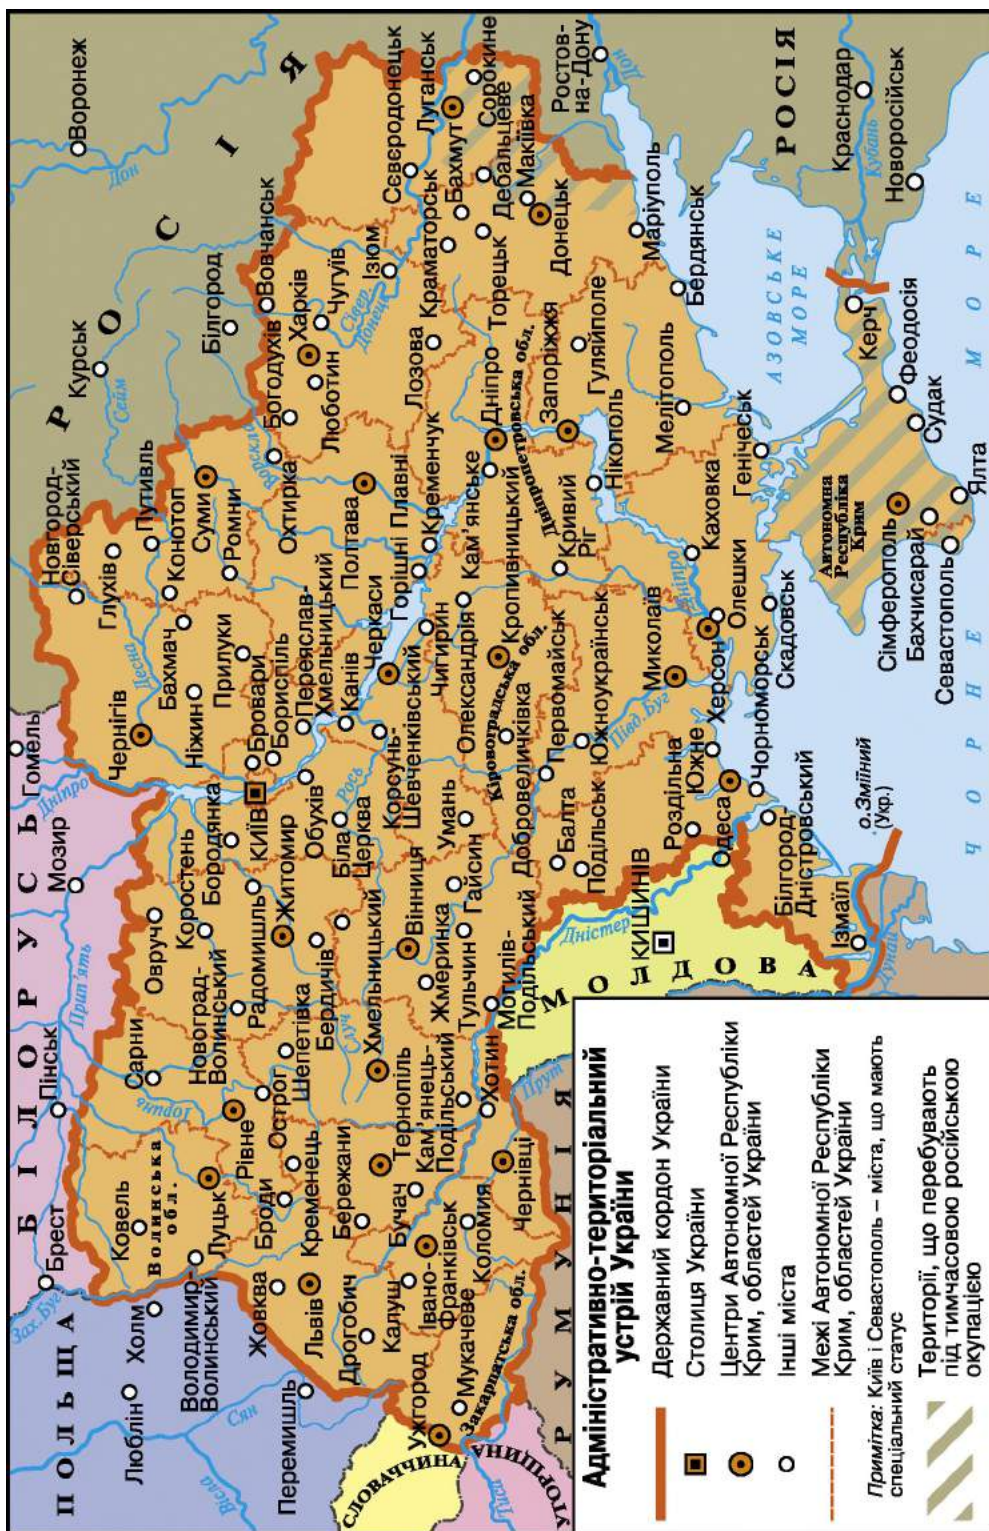 ПОЛЬЩА
БІЛОРУСЬ
РОСІЯ
РОСІЯ
СЛОВАЧЧИНА
УГОРЩИНА
РУМУНІЯ
МОЛДОВА
АЗОВСЬКЕ
МОРЕ
ЧОРНЕ МОРЕ
Люблін
Холм
Брест
Пінськ
Мозир
Гомель
Курськ
Воронеж
Білгород
Перемишль
Ростов-
на-Дону
Краснодар
Новоросійськ
КИШИНІВ
Зах. Буг
Вісла
Сян
Тиса
Прут
Дністер
Дунай
Прип'ять
Горинь
Случ
Дніпро
Десна
Сейм
Рось
Півд. Буг
Ворскла
Сівер.
Донець
Дон
Дон
Дніпро
Кубань
Ковель
Волинська
обл.
Володимир-
Волинський
Луцьк
Сарни
Рівне
Острог
Новоград-
Волинський
Овруч
Коростень
Радомишль
Житомир
Бердичів
Шепетівка
Хмельницький
Кам'янець-
Подільський
Броди
Кременець
Бережани
Тернопіль
Бучач
Жовква
Львів
Дрогобич
Калуш
Івано-
Франківськ
Коломия
Ужгород
Мукачеве
Закарпатська обл.
Чернівці
Хотин
Вінниця
Жмеринка
Тульчин
Гайсин
Могилів-
Подільський
Бородянка
КИЇВ
Бровари
Бориспіль
Переяслав-
Хмельницький
Обухів
Біла
Церква
Чернігів
Ніжин
Прилуки
Бахмач
Новгород-
Сіверський
Глухів
Путивль
Конотоп
Суми
Ромни
Охтирка
Канів
Черкаси
Корсунь-
Шевченківський
Умань
Чигирин
Полтава
Горішні Плавні
Кременчук
Богодухів
Харків
Вовчанськ
Люботин
Чугуїв
Ізюм
Лозова
Олександрія
Кропивницький
Кіровоградська обл.
Добровеличківка
Кам'янське
Дніпро
Дніпропетровська обл.
Кривий
Ріг
Нікополь
Запоріжжя
Гуляйполе
Мелітополь
Бердянськ
Сєвєродонецьк
Луганськ
Сорокине
Краматорськ
Бахмут
Дебальцеве
Торецьк
Макіївка
Донецьк
Маріуполь
Балта
Подільськ
Роздільна
Одеса
Южне
Чорноморськ
Білгород-
Дністровський
Ізмаїл
о.Зміїний
(Укр.)
Первомайськ
Южноукраїнськ
Миколаїв
Херсон
Олешки
Каховка
Скадовськ
Генічеськ
Автономна
Республіка
Крим
Сімферополь
Бахчисарай
Севастополь
Ялта
Судак
Феодосія
Керч
Адміністративно-територіальний
устрій України
Державний кордон України
Столиця України
Центри Автономної Республіки
Крим, областей України
Інші міста
Межі Автономної Республіки
Крим, областей України
Примітка: Київ і Севастополь – міста, що мають
спеціальний статус
Території, що перебувають
під тимчасовою російською
окупацією